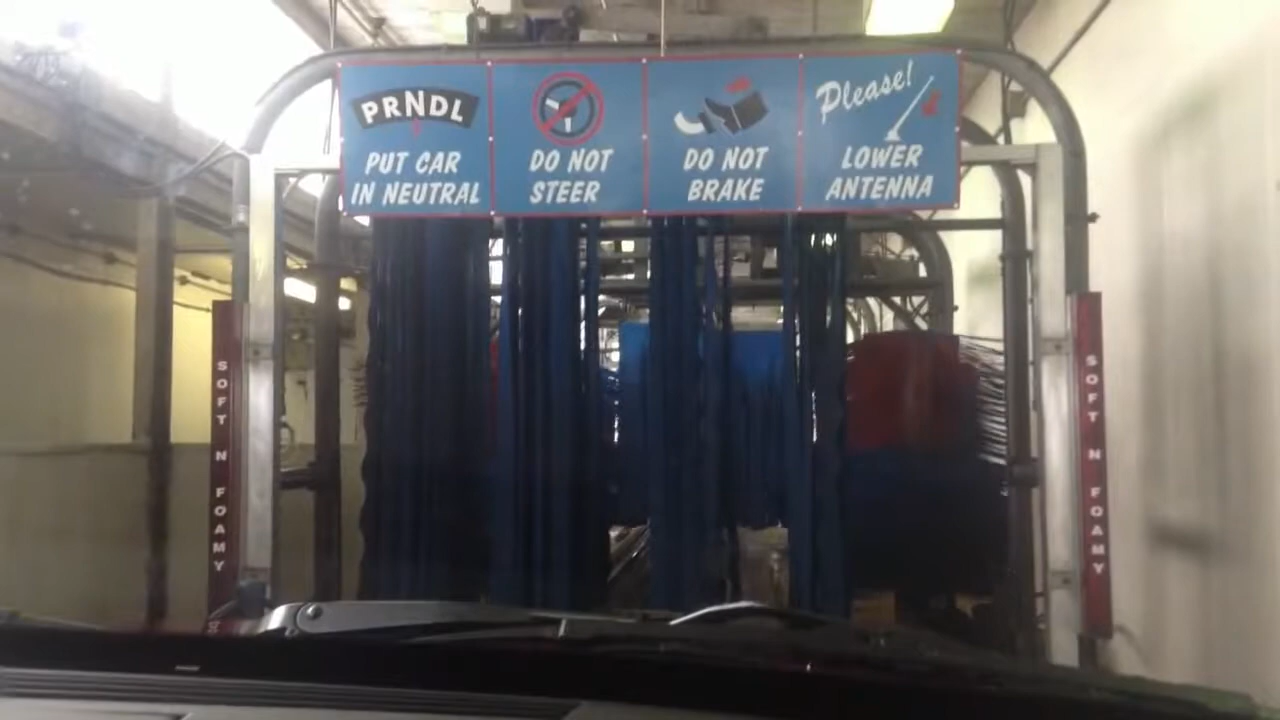 PRNDL
PUT CAR
IN NEUTRAL
DO NOT
STEER
DO NOT
BRAKE
Please!
LOWER
ANTENNA
SOFT N FOAMY
SOFT N FOAMY